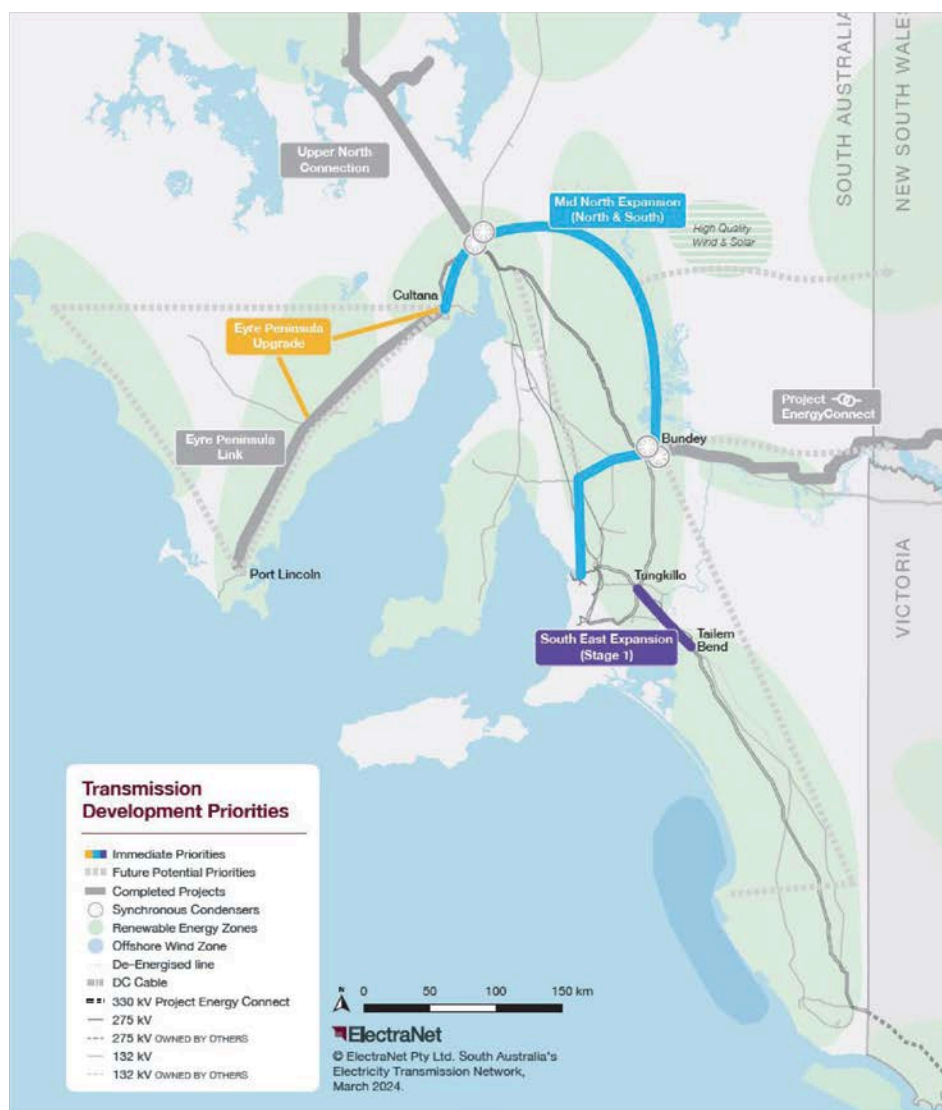 SOUTH AUSTRALIA
NEW SOUTH WALES
Upper North
Connection
Mid North Expansion
(North & South)
High Quality
Wind & Solar
Cultana
Eyre Peninsula
Upgrade
Project
EnergyConnect
Eyre Peninsula
Link
Bundey
VICTORIA
Port Lincoln
Tungkillo
South East Expansion
(Stage 1)
Tailem
Bend
Transmission
Development Priorities
Immediate Priorities
Future Potential Priorities
Completed Projects
Synchronous Condensers
Renewable Energy Zones
Offshore Wind Zone
De–Energised line
DC Cable
330 kV Project Energy Connect
275 kV
275 kV OWNED BY OTHERS
132 kV
132 kV OWNED BY OTHERS
N
0 50 100 150 km
ElectraNet
© ElectraNet Pty Ltd. South Australia's
Electricity Transmission Network,
March 2024.